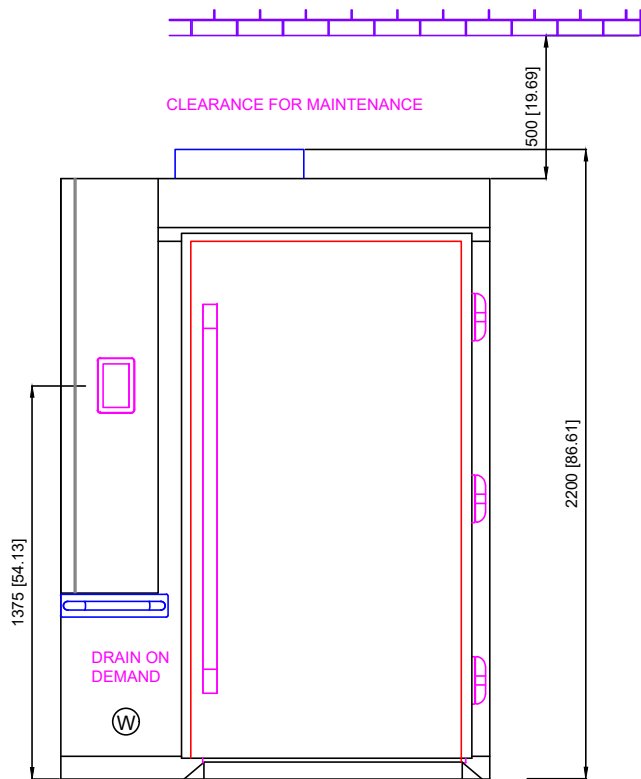 CLEARANCE FOR MAINTENANCE
500 [19.69]
2200 [86.61]
1375 [54.13]
DRAIN ON
DEMAND
W